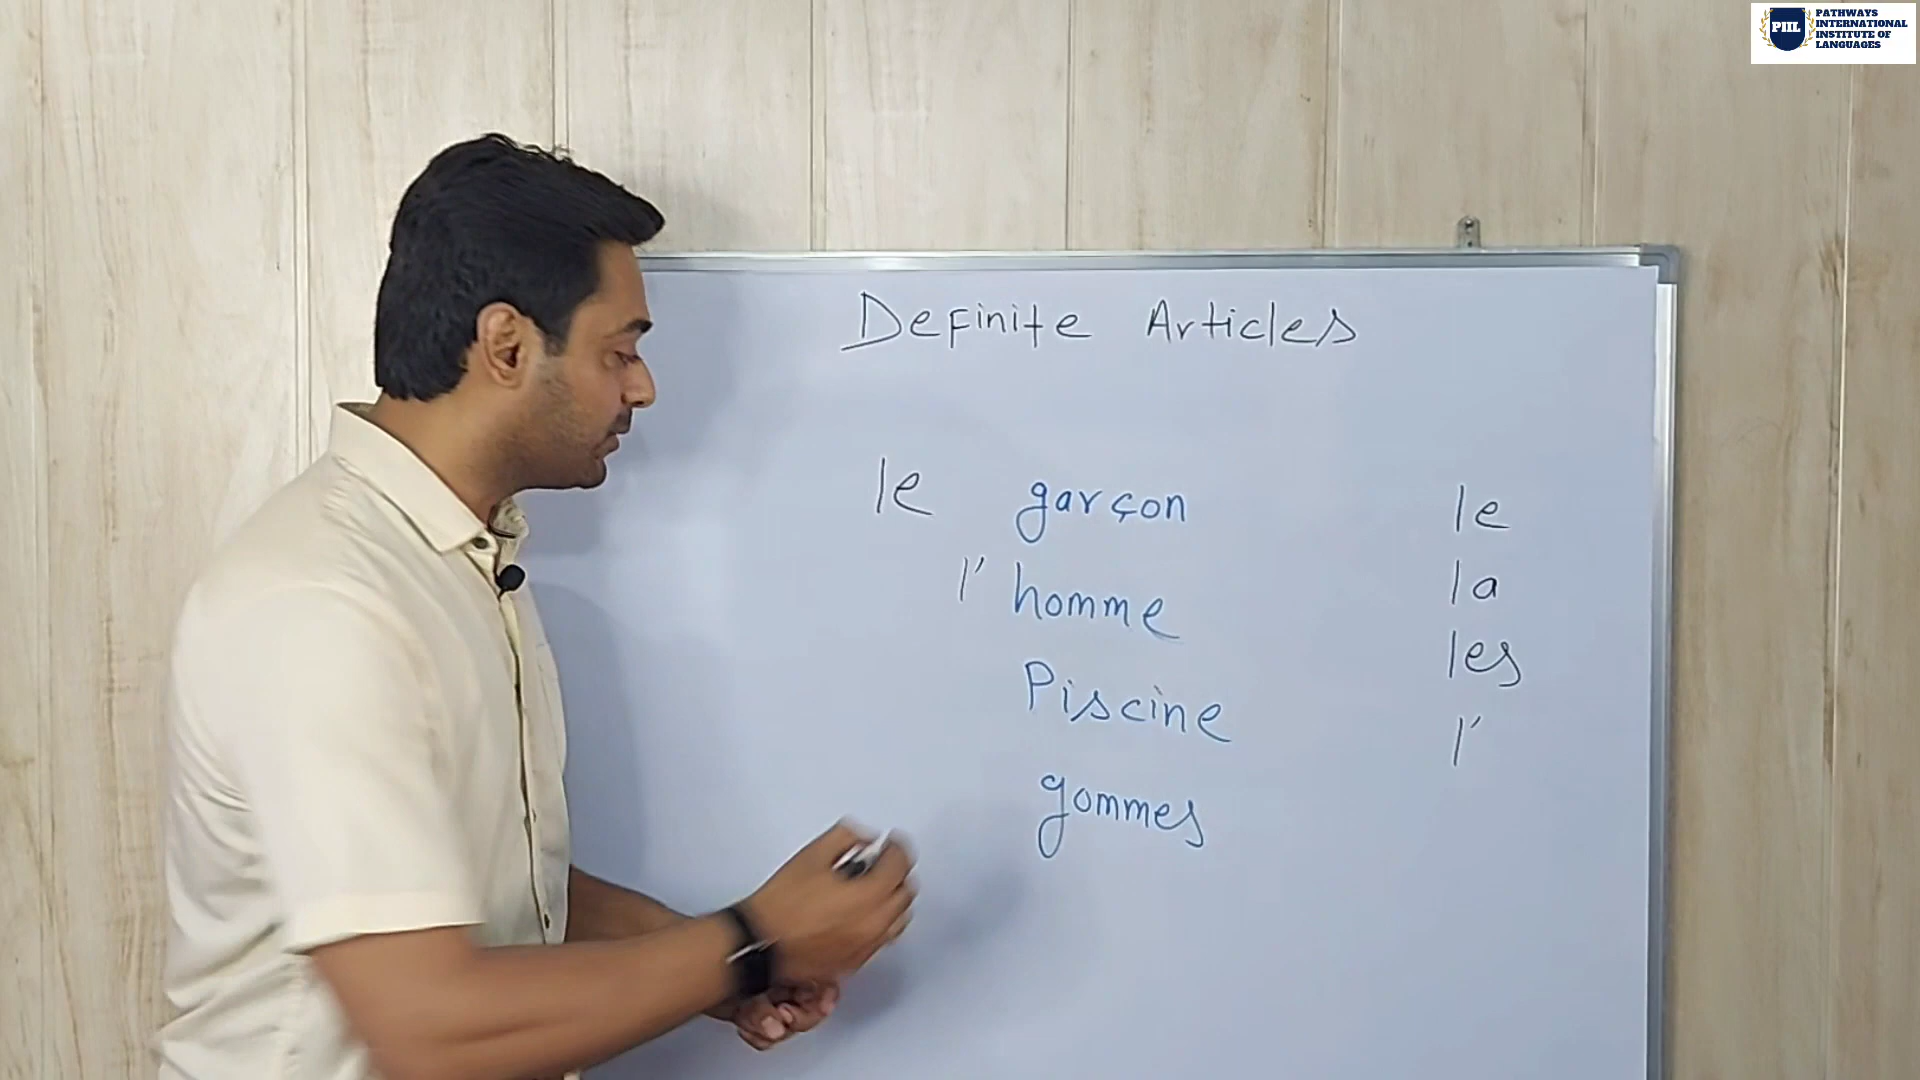 PIIL
PATHWAYS
INTERNATIONAL
INSTITUTE OF
LANGUAGES
Definite Articles
le garçon
l' homme
Piscine
gommes
le
la
les
l'